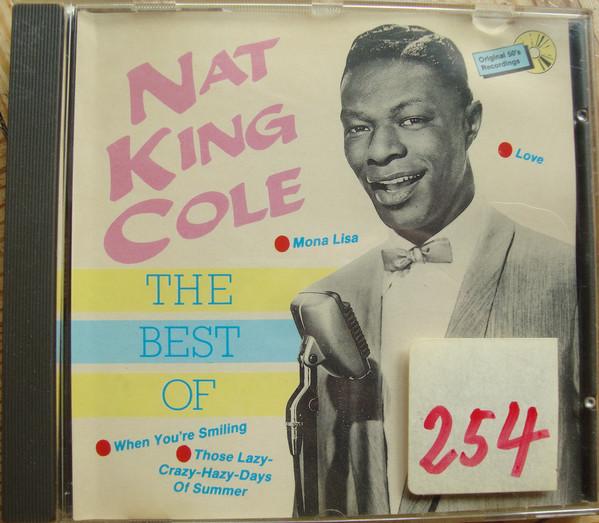 NAT
KING
COLE
Original 50's
Recordings
Love
Mona Lisa
THE
BEST
OF
When You're Smiling
Those Lazy-
Crazy-Hazy-Days
Of Summer
254